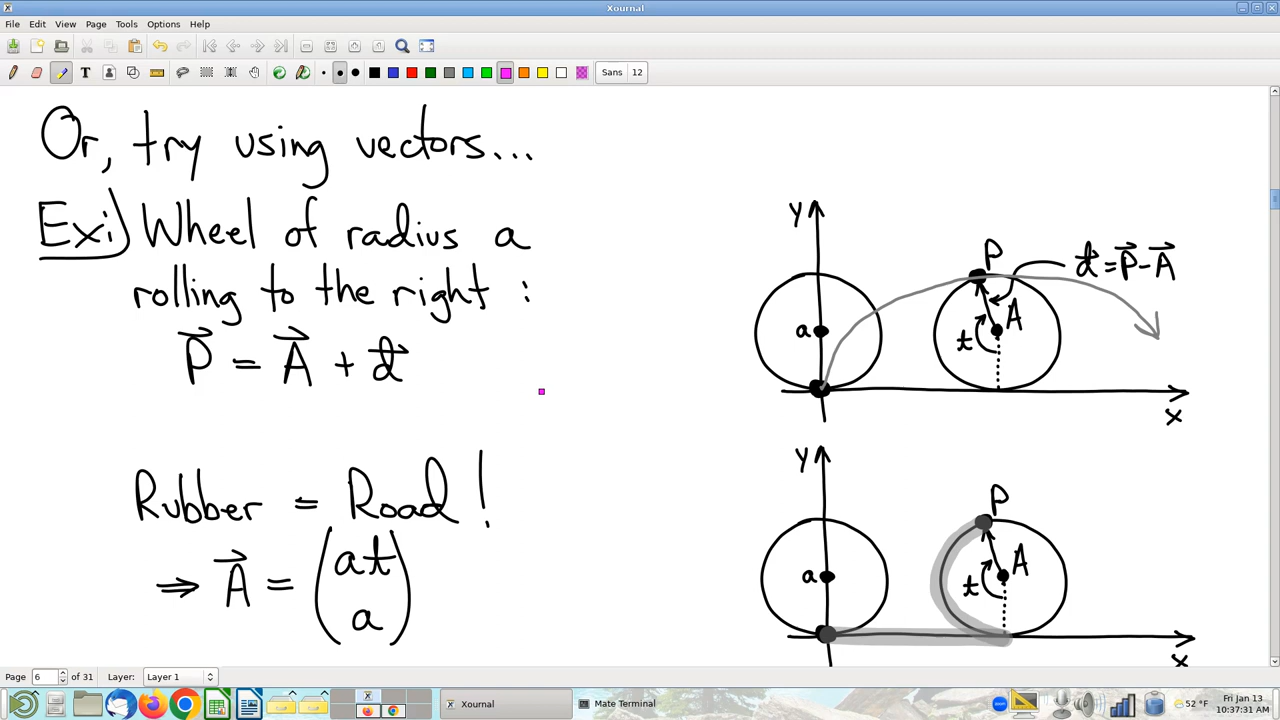 Xournal
File Edit View Page Tools Options Help
Sans 12
Or, try using vectors...
Ex:) Wheel of radius a
rolling to the right :
P = A + d
Rubber = Road !
⇒ A = (at
a)
y
P
d = P - A
a
A
t
x
y
P
a
A
t
x
Page 6 of 31 Layer: Layer 1
Xournal
Mate Terminal
52 °F
Fri Jan 13
10:37:31 AM